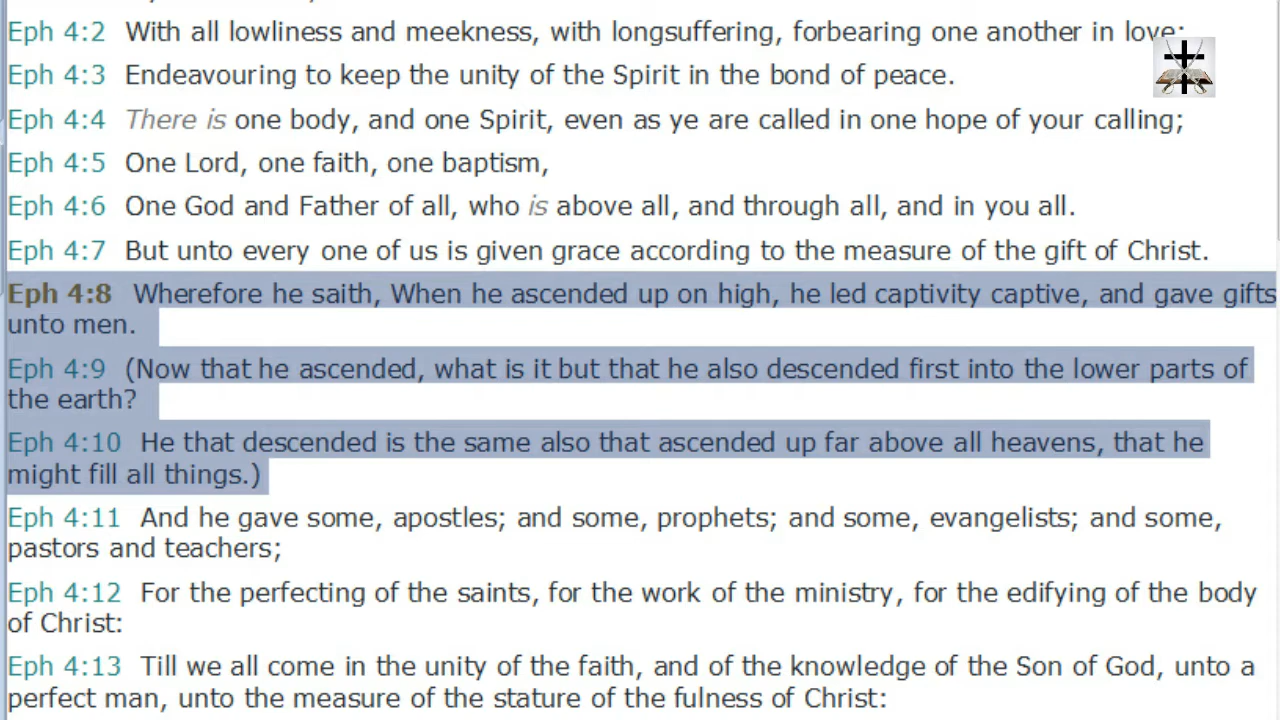 Eph 4:2 With all lowliness and meekness, with longsuffering, forbearing one another in love;
Eph 4:3 Endeavouring to keep the unity of the Spirit in the bond of peace.
Eph 4:4 There is one body, and one Spirit, even as ye are called in one hope of your calling;
Eph 4:5 One Lord, one faith, one baptism,
Eph 4:6 One God and Father of all, who is above all, and through all, and in you all.
Eph 4:7 But unto every one of us is given grace according to the measure of the gift of Christ.
Eph 4:8 Wherefore he saith, When he ascended up on high, he led captivity captive, and gave gifts
unto men.
Eph 4:9 (Now that he ascended, what is it but that he also descended first into the lower parts of
the earth?
Eph 4:10 He that descended is the same also that ascended up far above all heavens, that he
might fill all things.)
Eph 4:11 And he gave some, apostles; and some, prophets; and some, evangelists; and some,
pastors and teachers;
Eph 4:12 For the perfecting of the saints, for the work of the ministry, for the edifying of the body
of Christ:
Eph 4:13 Till we all come in the unity of the faith, and of the knowledge of the Son of God, unto a
perfect man, unto the measure of the stature of the fulness of Christ: